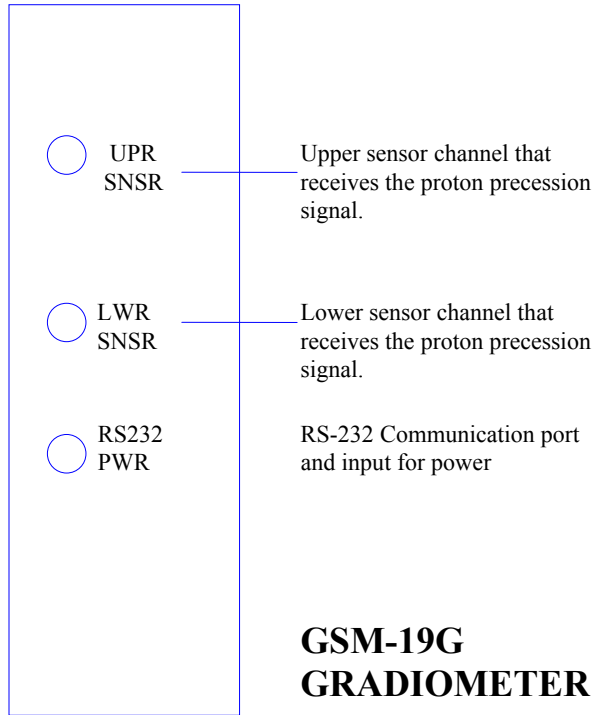 UPR
SNSR
Upper sensor channel that
receives the proton precession
signal.
LWR
SNSR
Lower sensor channel that
receives the proton precession
signal.
RS232
PWR
RS-232 Communication port
and input for power
GSM-19G
GRADIOMETER